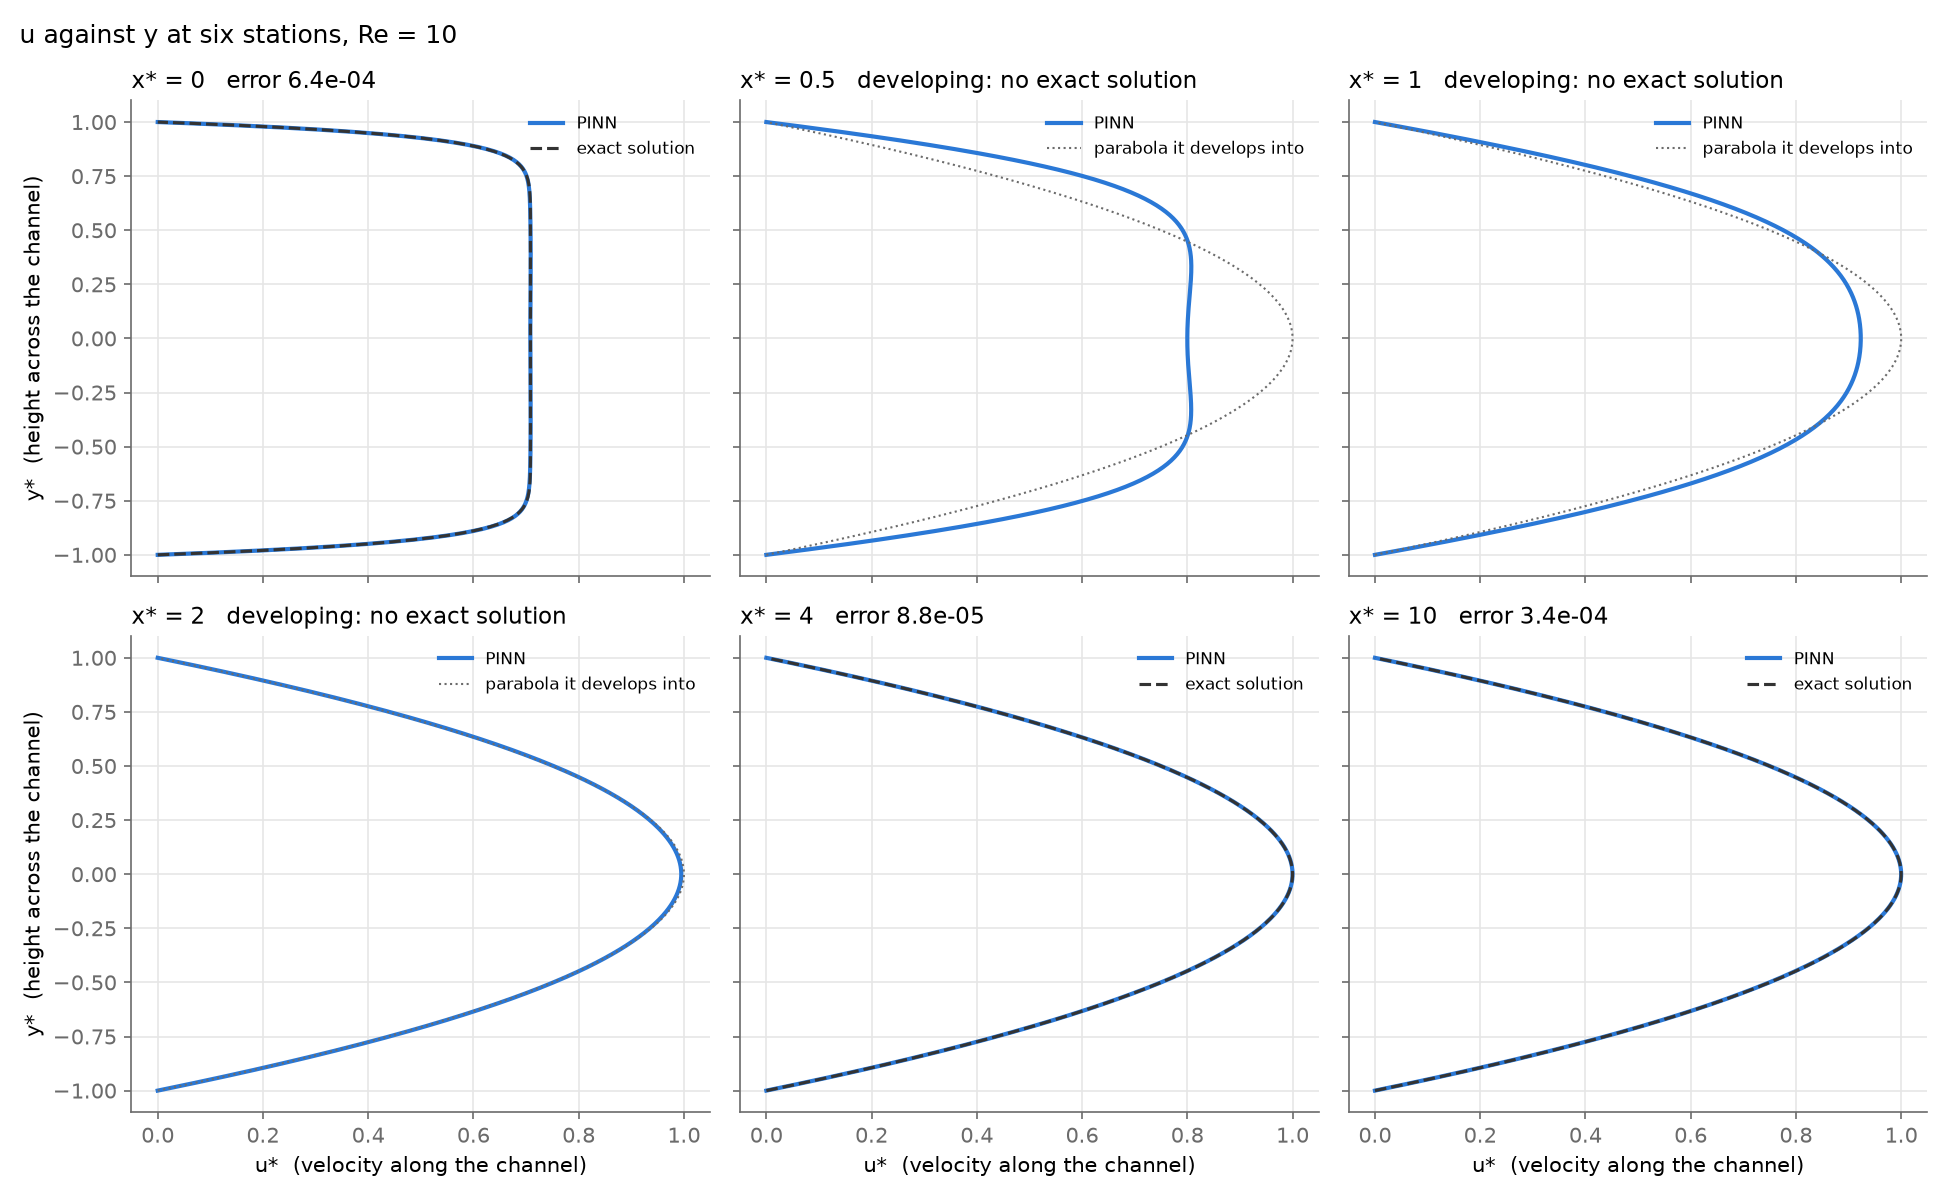 u against y at six stations, Re = 10
x* = 0   error 6.4e-04
x* = 0.5   developing: no exact solution
x* = 1   developing: no exact solution
PINN
exact solution
PINN
parabola it develops into
PINN
parabola it develops into
y*  (height across the channel)
1.00
0.75
0.50
0.25
0.00
−0.25
−0.50
−0.75
−1.00
x* = 2   developing: no exact solution
x* = 4   error 8.8e-05
x* = 10   error 3.4e-04
PINN
parabola it develops into
PINN
exact solution
PINN
exact solution
y*  (height across the channel)
1.00
0.75
0.50
0.25
0.00
−0.25
−0.50
−0.75
−1.00
0.0 0.2 0.4 0.6 0.8 1.0
0.0 0.2 0.4 0.6 0.8 1.0
0.0 0.2 0.4 0.6 0.8 1.0
u*  (velocity along the channel)
u*  (velocity along the channel)
u*  (velocity along the channel)